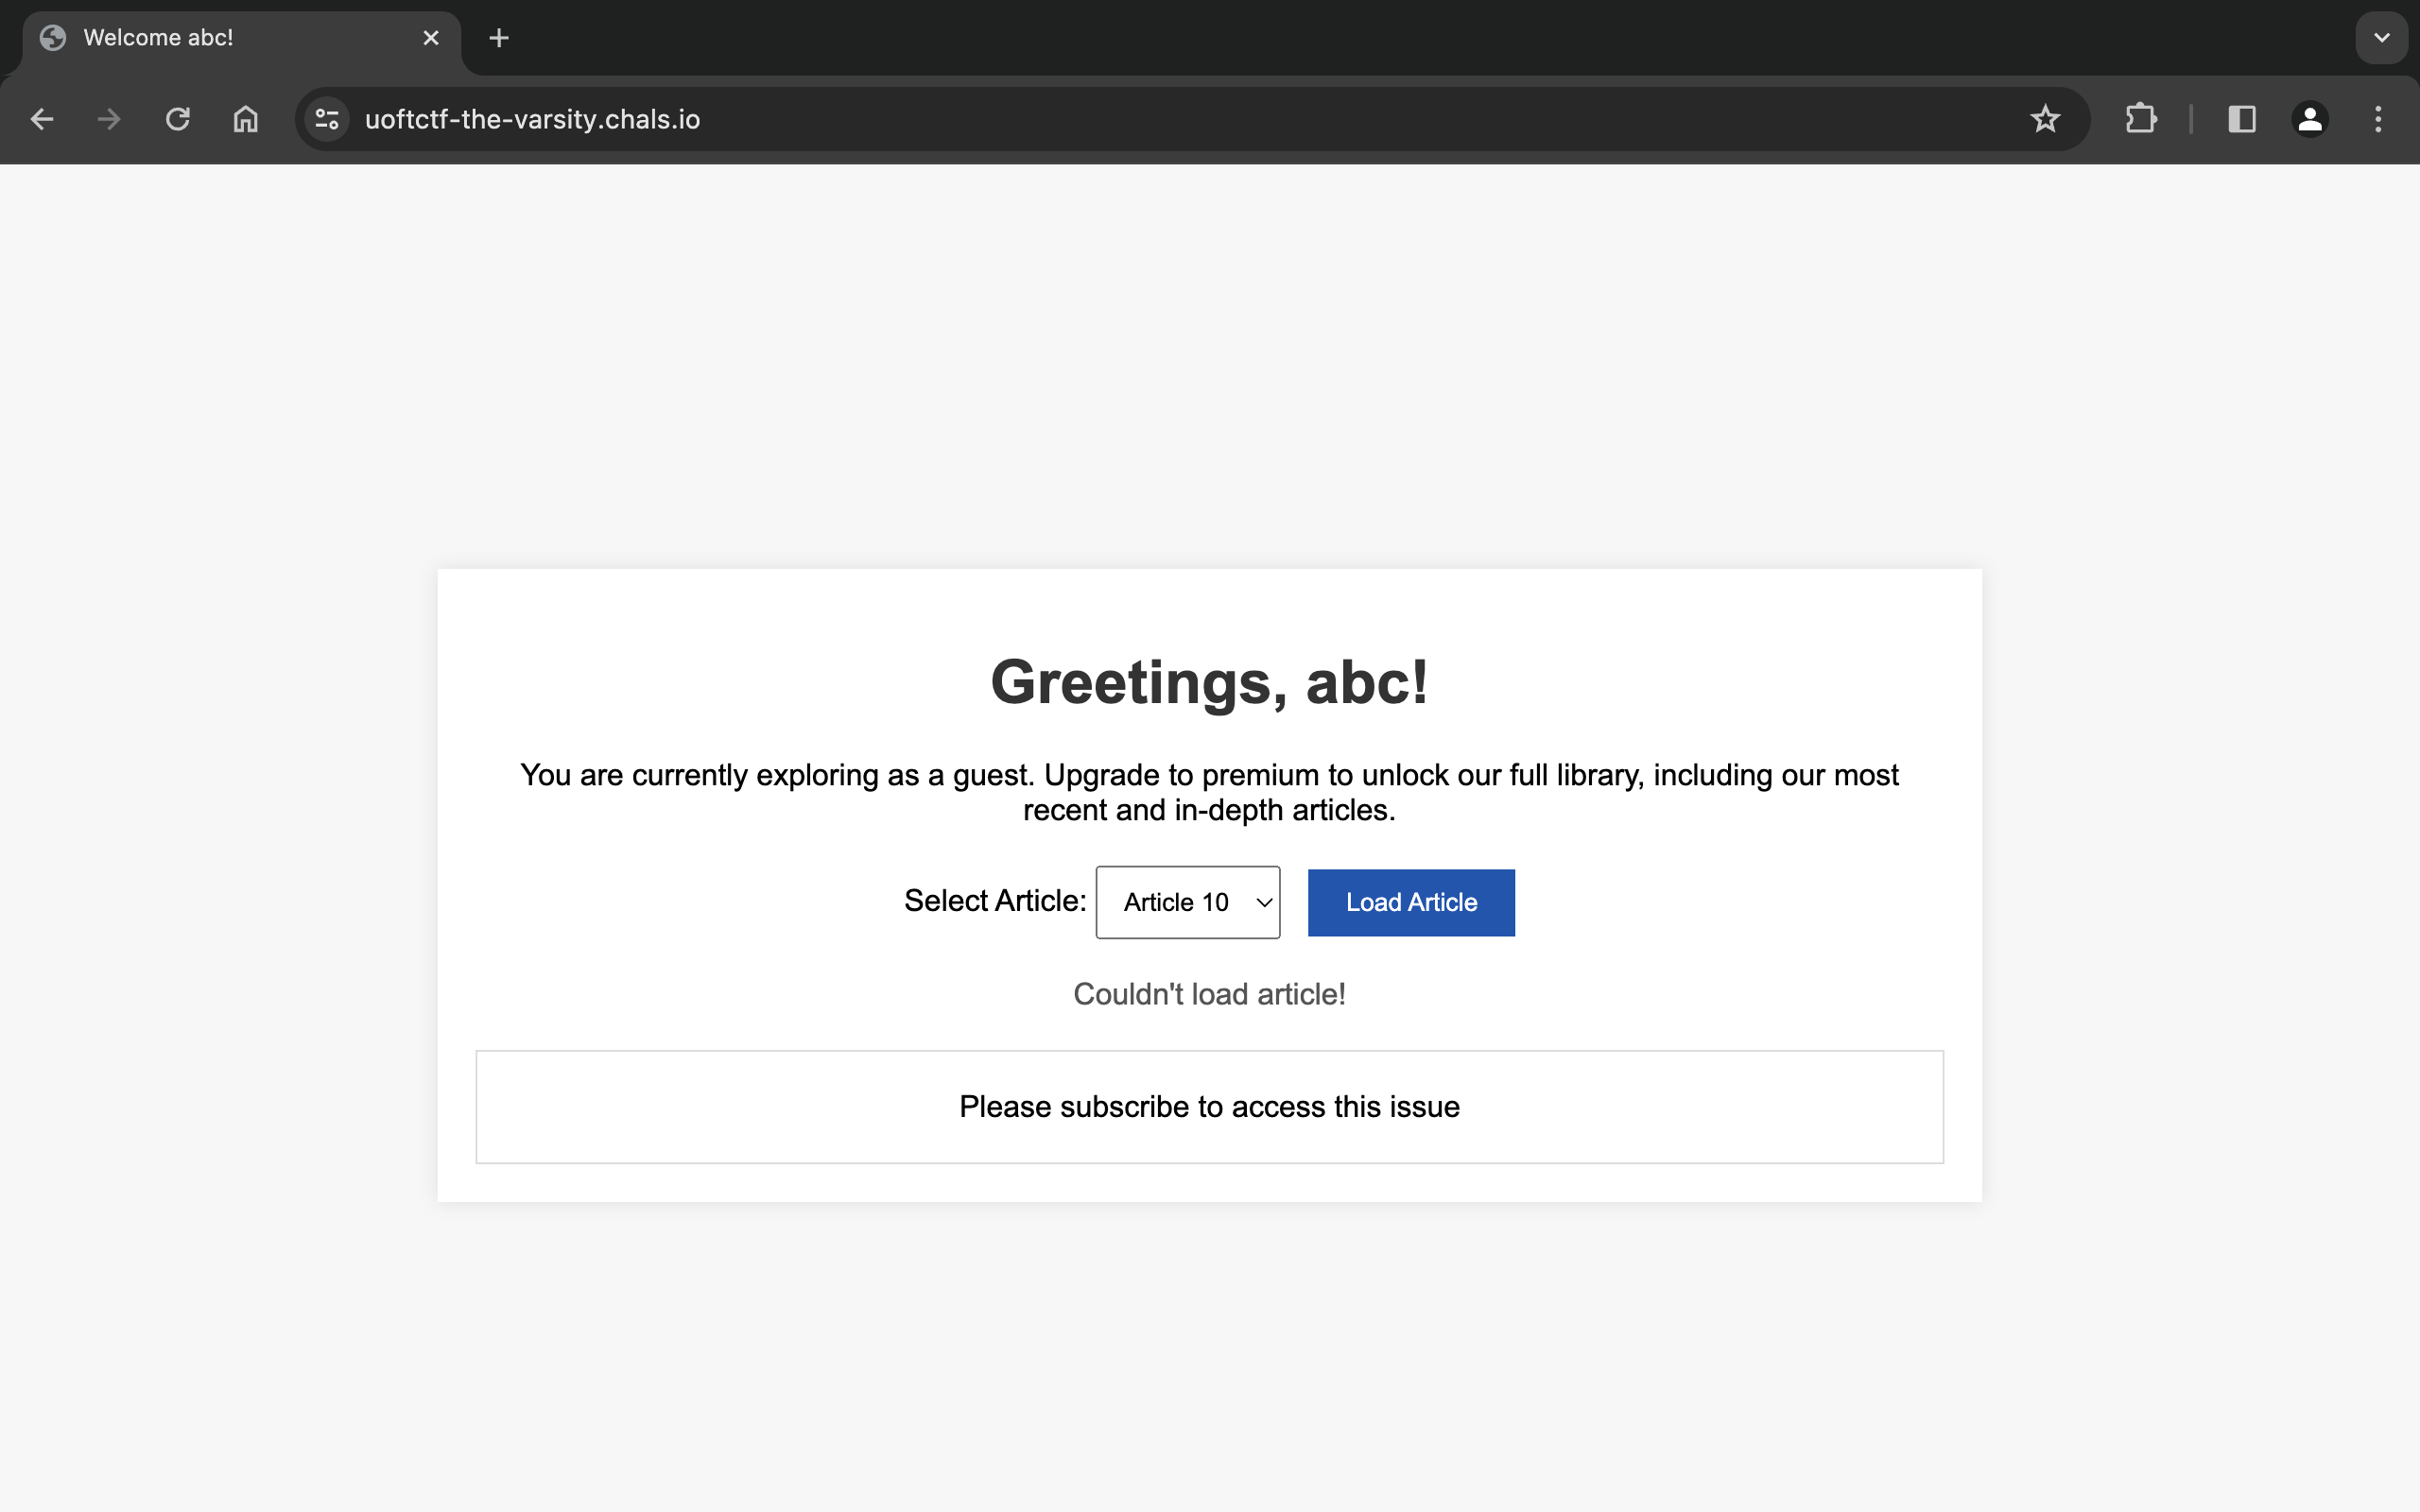 Welcome abc!
uoftctf-the-varsity.chals.io
Greetings, abc!
You are currently exploring as a guest. Upgrade to premium to unlock our full library, including our most
recent and in-depth articles.
Select Article: Article 10 Load Article
Couldn't load article!
Please subscribe to access this issue